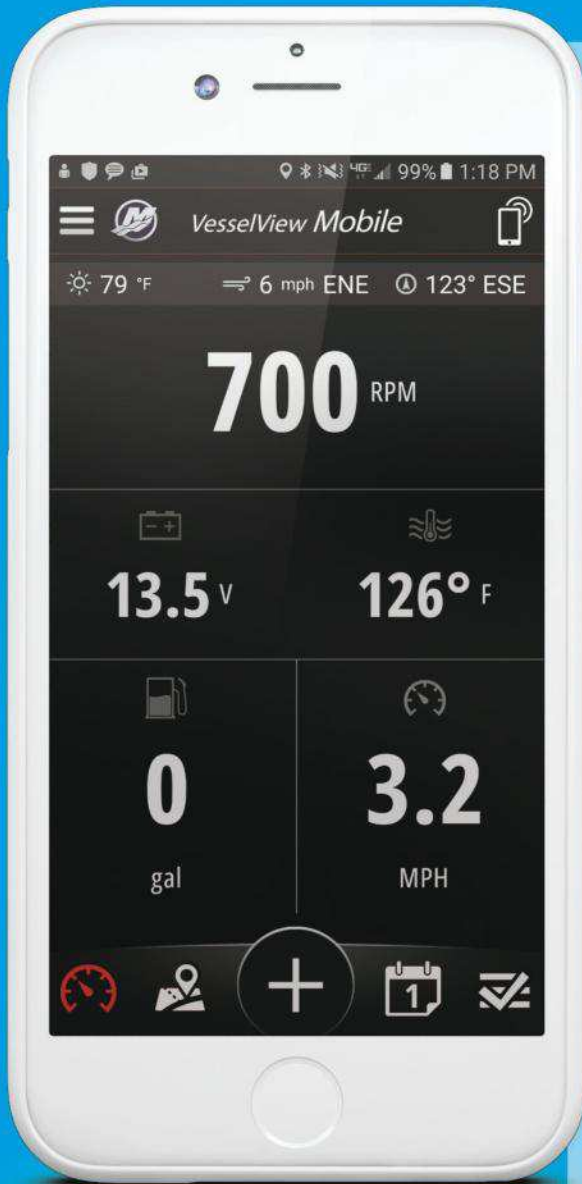 4G 99% 1:18 PM
VesselView Mobile
79 °F 6 mph ENE 123° ESE
700 RPM
13.5 V 126° F
0 3.2
gal MPH
1